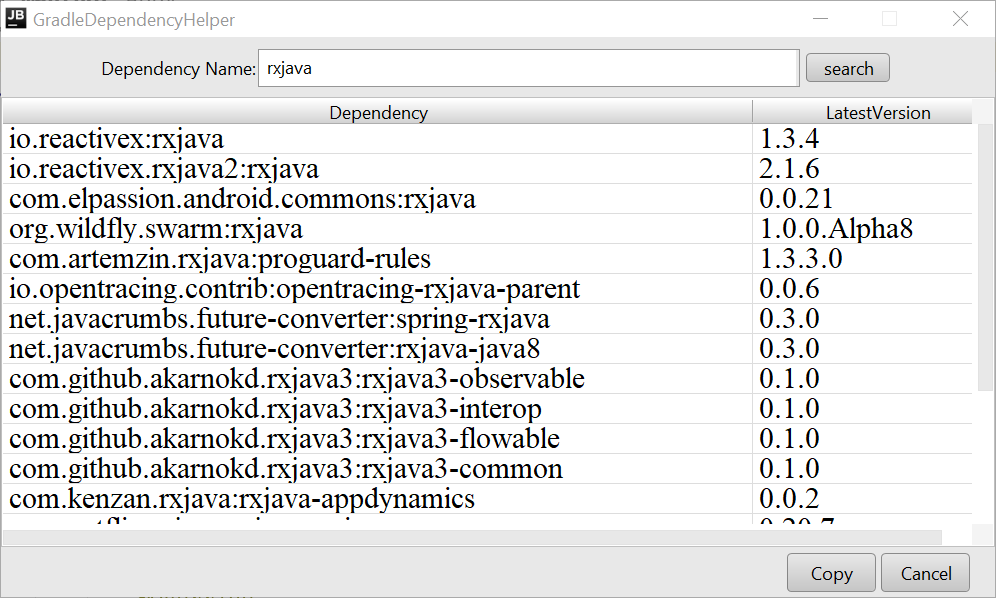 JB GradleDependencyHelper
Dependency Name: rxjava search
Dependency LatestVersion
io.reactivex:rxjava 1.3.4
io.reactivex.rxjava2:rxjava 2.1.6
com.elpassion.android.commons:rxjava 0.0.21
org.wildfly.swarm:rxjava 1.0.0.Alpha8
com.artemzin.rxjava:proguard-rules 1.3.3.0
io.opentracing.contrib:opentracing-rxjava-parent 0.0.6
net.javacrumbs.future-converter:spring-rxjava 0.3.0
net.javacrumbs.future-converter:rxjava-java8 0.3.0
com.github.akarnokd.rxjava3:rxjava3-observable 0.1.0
com.github.akarnokd.rxjava3:rxjava3-interop 0.1.0
com.github.akarnokd.rxjava3:rxjava3-flowable 0.1.0
com.github.akarnokd.rxjava3:rxjava3-common 0.1.0
com.kenzan.rxjava:rxjava-appdynamics 0.0.2
Copy Cancel